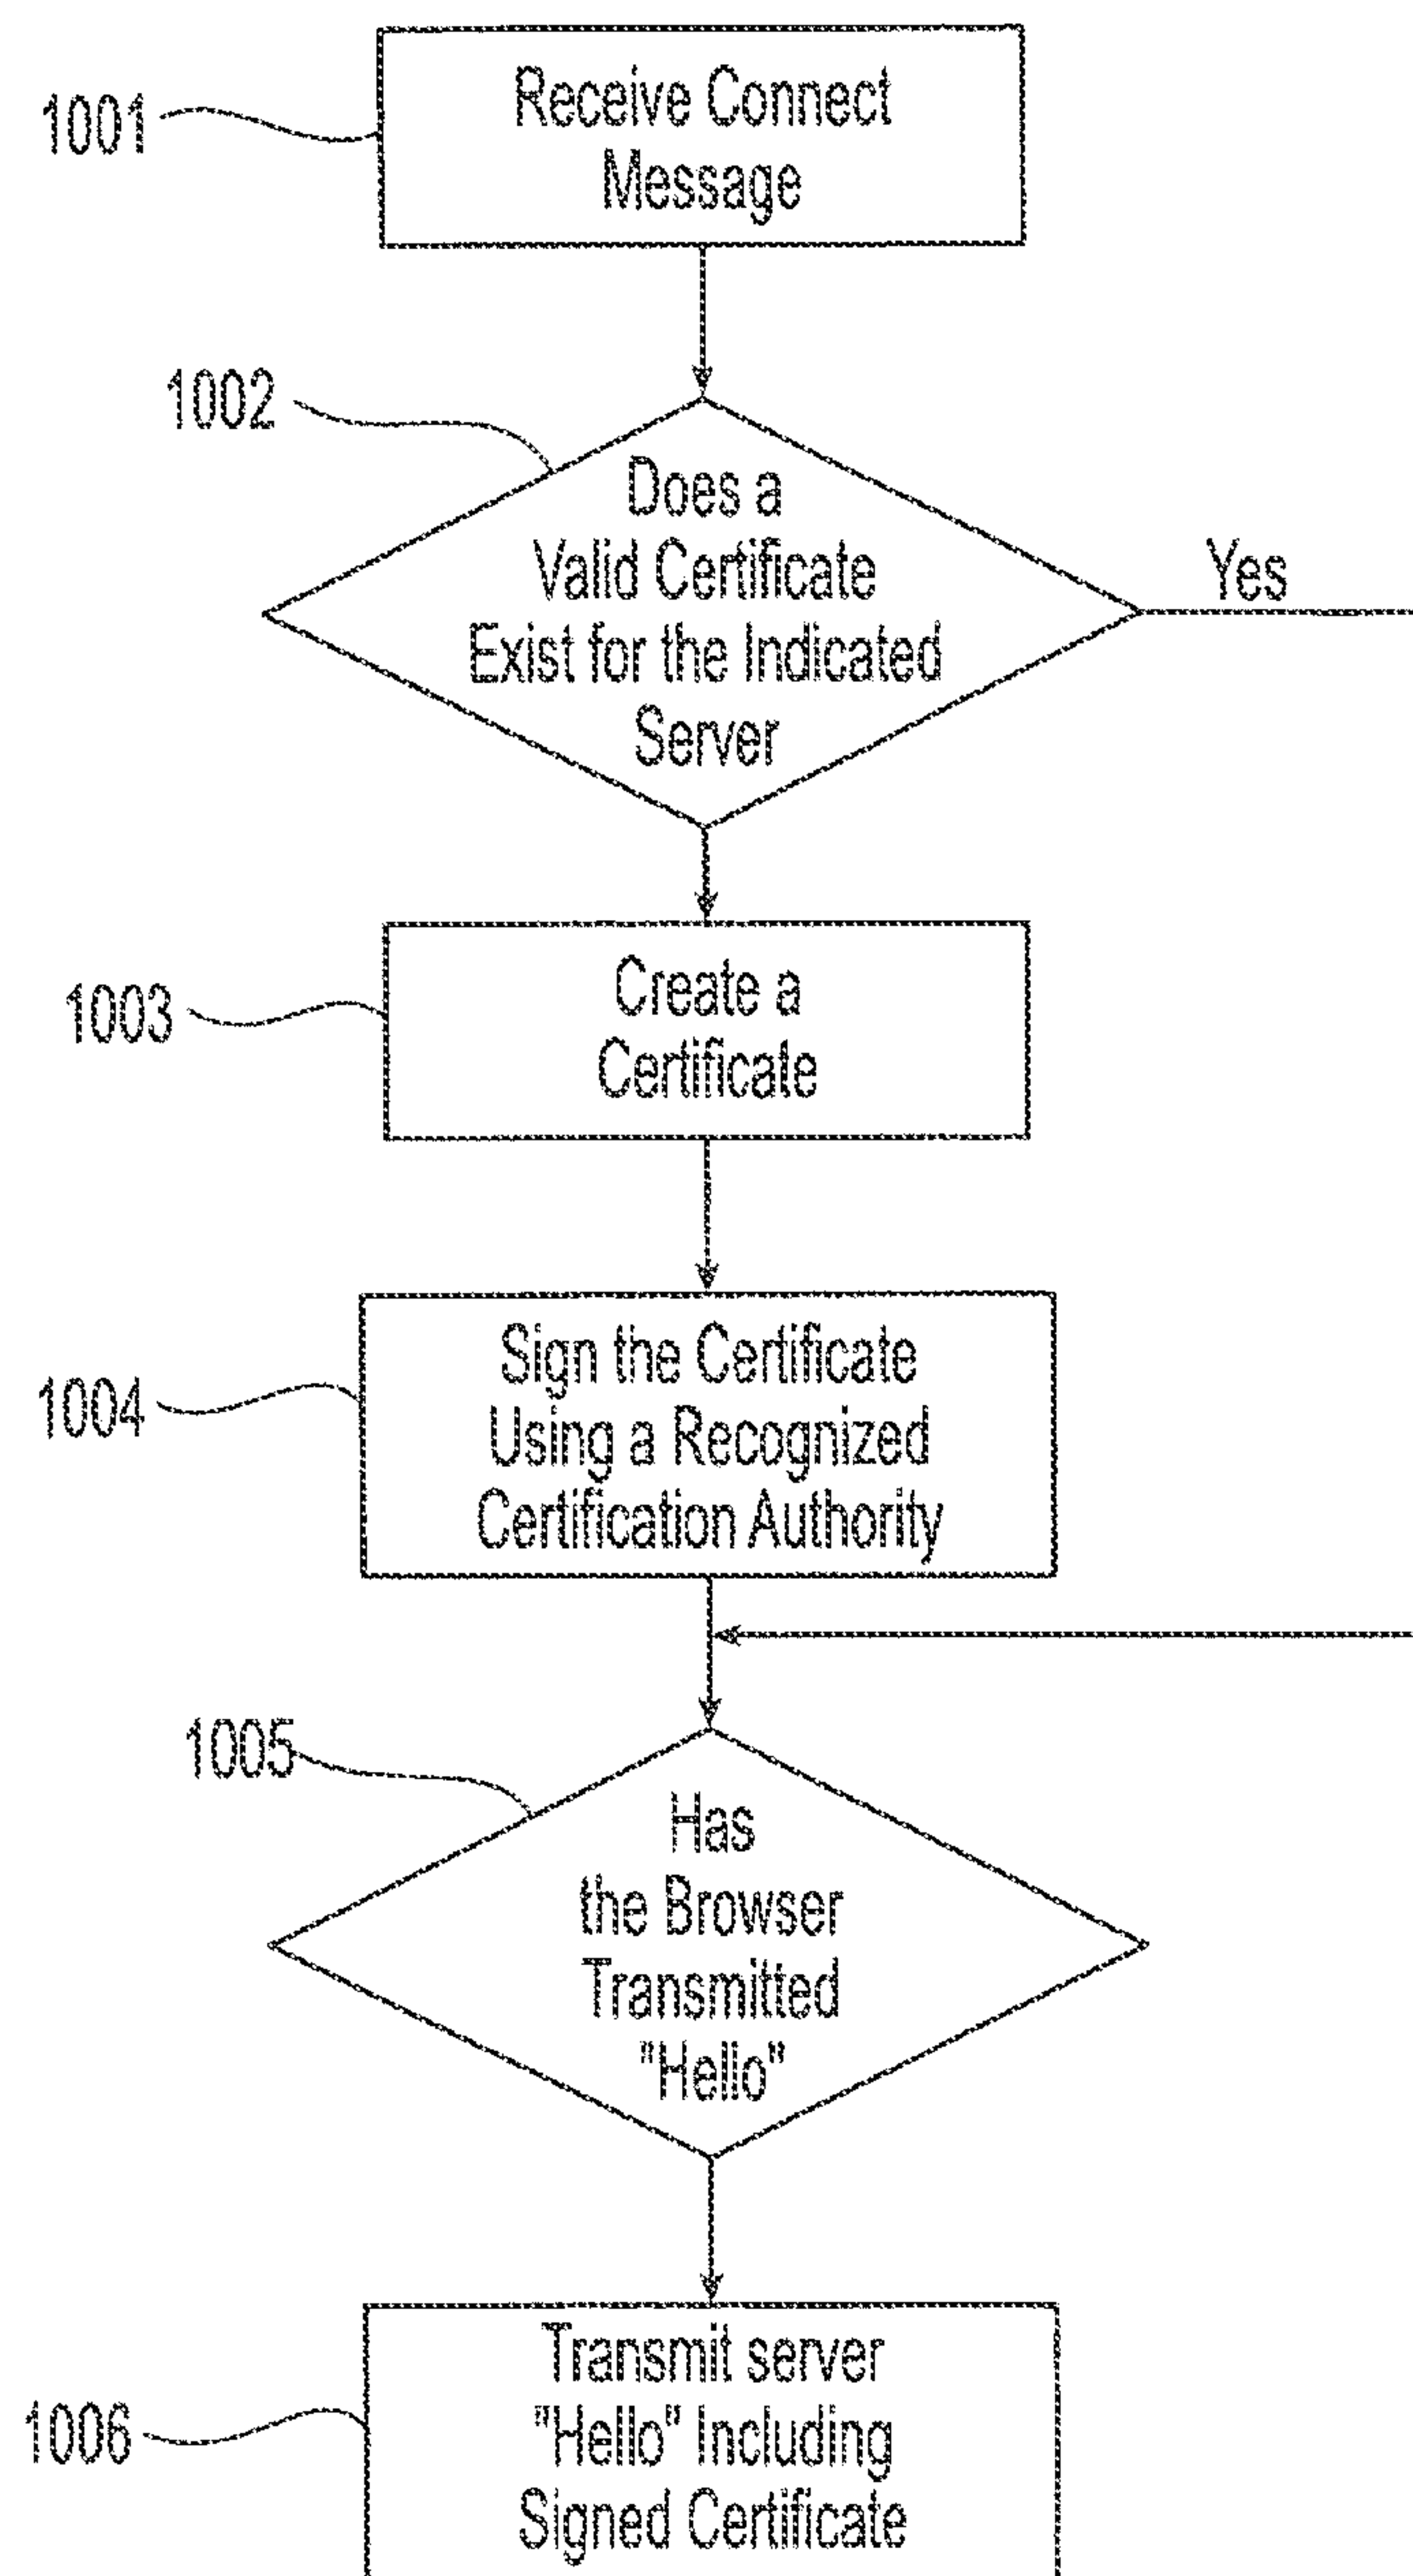 1001
Receive Connect
Message
1002
Does a
Valid Certificate
Exist for the Indicated
Server
Yes
1003
Create a
Certificate
1004
Sign the Certificate
Using a Recognized
Certification Authority
1005
Has
the Browser
Transmitted
"Hello"
1006
Transmit server
"Hello" Including
Signed Certificate